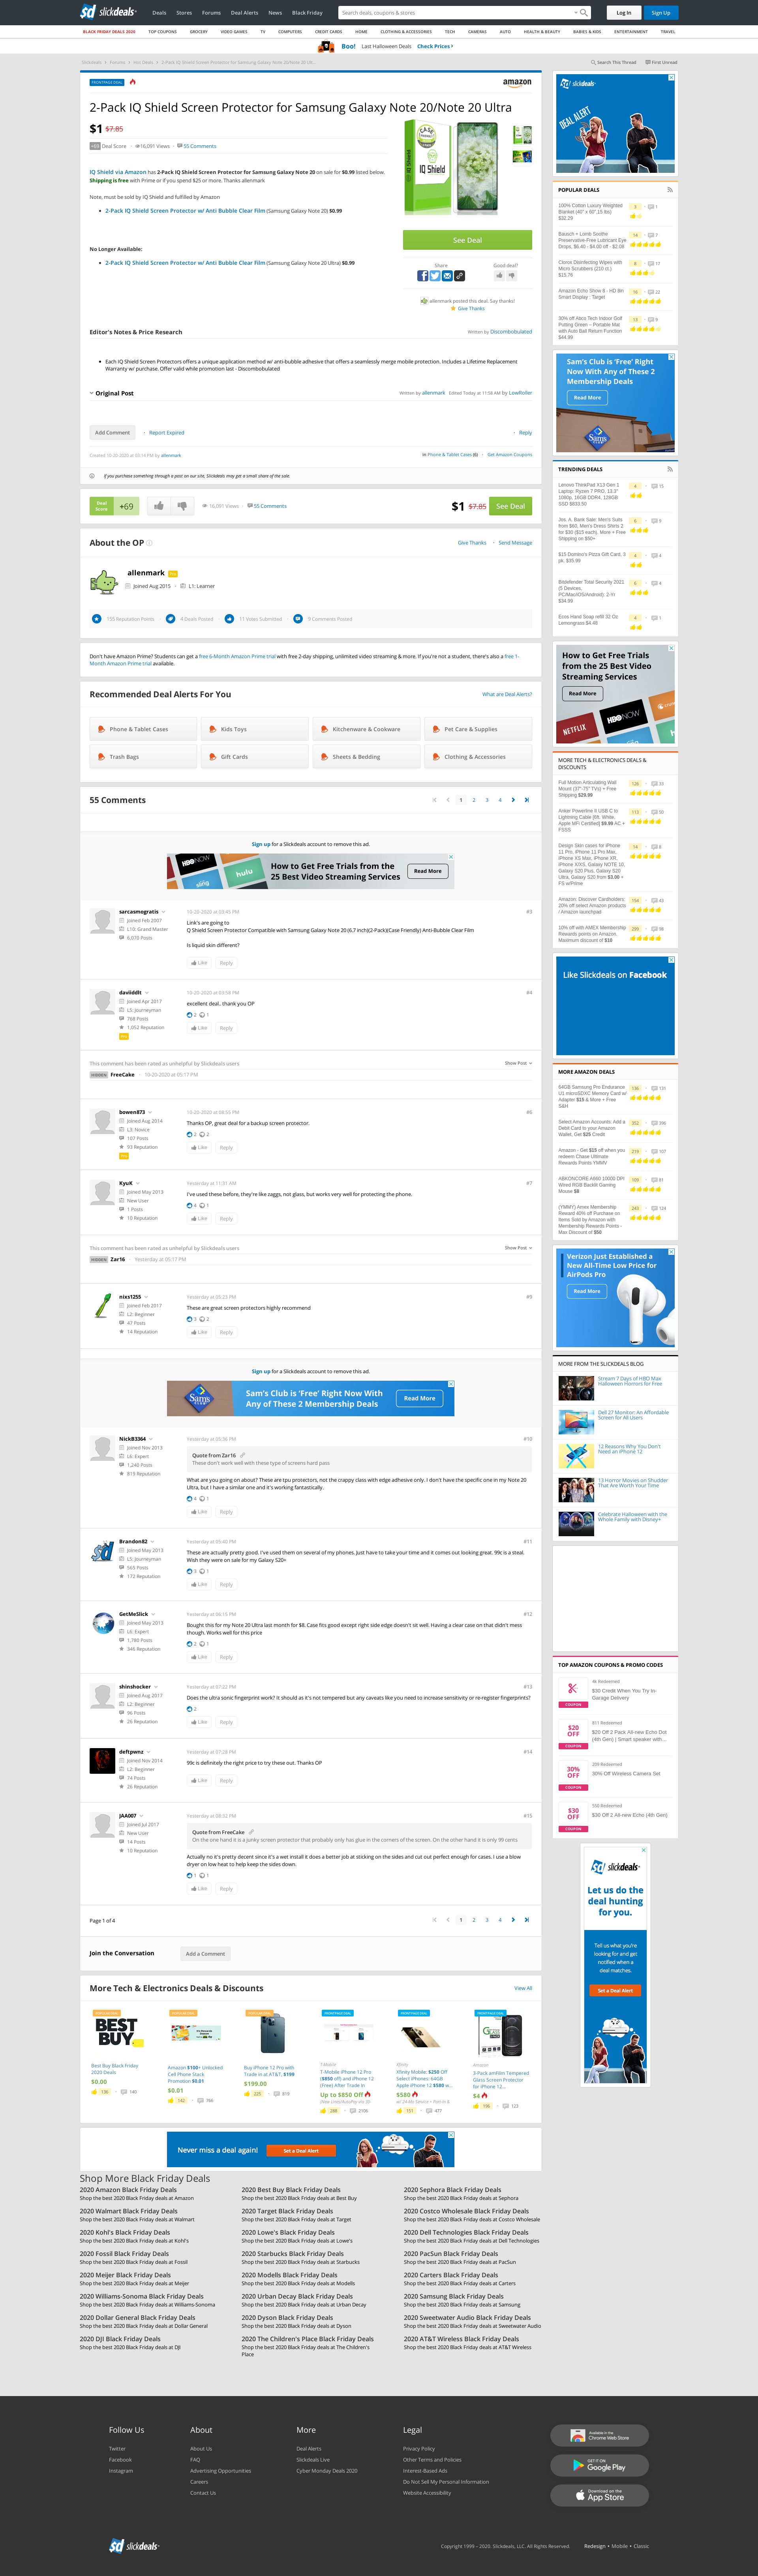 slickdeals
Deals Stores Forums Deal Alerts News Black Friday
Search deals, coupons & stores
Log In Sign Up
BLACK FRIDAY DEALS 2020 TOP COUPONS GROCERY VIDEO GAMES TV COMPUTERS CREDIT CARDS HOME CLOTHING & ACCESSORIES TECH CAMERAS AUTO HEALTH & BEAUTY BABIES & KIDS ENTERTAINMENT TRAVEL
Boo! Last Halloween Deals Check Prices
Slickdeals Forums Hot Deals 2-Pack IQ Shield Screen Protector for Samsung Galaxy Note 20/Note 20 Ult...
Search This Thread First Unread
FRONTPAGE DEAL
amazon
2-Pack IQ Shield Screen Protector for Samsung Galaxy Note 20/Note 20 Ultra
$1 $7.85
+69 Deal Score 16,091 Views 55 Comments
IQ Shield via Amazon has 2-Pack IQ Shield Screen Protector for Samsung Galaxy Note 20 on sale for $0.99 listed below.
Shipping is free with Prime or if you spend $25 or more. Thanks allenmark
Note, must be sold by IQ Shield and fulfilled by Amazon
2-Pack IQ Shield Screen Protector w/ Anti Bubble Clear Film (Samsung Galaxy Note 20) $0.99
No Longer Available:
2-Pack IQ Shield Screen Protector w/ Anti Bubble Clear Film (Samsung Galaxy Note 20 Ultra) $0.99
IQ Shield
See Deal
Share Good deal?
allenmark posted this deal. Say thanks!
Give Thanks
Editor's Notes & Price Research Written by Discombobulated
Each IQ Shield Screen Protectors offers a unique application method w/ anti-bubble adhesive that offers a seamlessly merge mobile protection. Includes a Lifetime Replacement
Warranty w/ purchase. Offer valid while promotion last - Discombobulated
Original Post Written by allenmark Edited Today at 11:58 AM by LowRoller
Add Comment Report Expired Reply
Created 10-20-2020 at 03:14 PM by allenmark
in Phone & Tablet Cases (6) Get Amazon Coupons
If you purchase something through a post on our site, Slickdeals may get a small share of the sale.
Deal Score +69 16,091 Views 55 Comments $1 $7.85 See Deal
About the OP Give Thanks Send Message
allenmark Pro
Joined Aug 2015 L1: Learner
155 Reputation Points 4 Deals Posted 11 Votes Submitted 9 Comments Posted
Don't have Amazon Prime? Students can get a free 6-Month Amazon Prime trial with free 2-day shipping, unlimited video streaming & more. If you're not a student, there's also a free 1-
Month Amazon Prime trial available.
Recommended Deal Alerts For You What are Deal Alerts?
Phone & Tablet Cases Kids Toys Kitchenware & Cookware Pet Care & Supplies
Trash Bags Gift Cards Sheets & Bedding Clothing & Accessories
55 Comments 1 2 3 4
Sign up for a Slickdeals account to remove this ad.
How to Get Free Trials from the
25 Best Video Streaming Services
Read More
sarcasmogratis 10-20-2020 at 03:45 PM #3
Joined Feb 2007
L10: Grand Master
6,070 Posts
Link's are going to
Q Shield Screen Protector Compatible with Samsung Galaxy Note 20 (6.7 inch)(2-Pack)(Case Friendly) Anti-Bubble Clear Film
Is liquid skin different?
Like Reply
daviiddlt 10-20-2020 at 03:58 PM #4
Joined Apr 2017
L5: Journeyman
768 Posts
1,052 Reputation
Pro
excellent deal., thank you OP
2 1
Like Reply
This comment has been rated as unhelpful by Slickdeals users Show Post
HIDDEN FreeCake 10-20-2020 at 05:17 PM
bowen873 10-20-2020 at 08:55 PM #6
Joined Aug 2014
L3: Novice
107 Posts
93 Reputation
Pro
Thanks OP, great deal for a backup screen protector.
2 2
Like Reply
KyuK Yesterday at 11:31 AM #7
Joined May 2013
New User
1 Posts
10 Reputation
I've used these before, they're like saggy, not glass, but works very well for protecting the phone.
4 1
Like Reply
This comment has been rated as unhelpful by Slickdeals users Show Post
HIDDEN Zar16 Yesterday at 05:17 PM
nixs1255 Yesterday at 05:23 PM #9
Joined Feb 2017
L2: Beginner
47 Posts
14 Reputation
These are great screen protectors highly recommend
3 2
Like Reply
Sign up for a Slickdeals account to remove this ad.
Sam's Club is 'Free' Right Now With
Any of These 2 Membership Deals
Read More
NickB3364 Yesterday at 05:36 PM #10
Joined Nov 2013
L6: Expert
1,240 Posts
819 Reputation
Quote from Zar16
These don't work well with these type of screens hard pass
What are you going on about? These are tpu protectors, not the crappy class with edge adhesive only. I don't have the specific one in my Note 20
Ultra, but I have a similar one and it's working fantastically.
4 1
Like Reply
Brandon82 Yesterday at 05:40 PM #11
Joined May 2013
L5: Journeyman
565 Posts
172 Reputation
These are actually pretty good. I've used them on several of my phones. Just have to take your time and it comes out looking great. 99c is a steal.
Wish they were on sale for my Galaxy S20+
3 1
Like Reply
GetMeSlick Yesterday at 06:15 PM #12
Joined May 2013
L6: Expert
1,780 Posts
346 Reputation
Bought this for my Note 20 Ultra last month for $8. Case fits good except right side edge doesn't sit well. Having a clear case on that didn't mess
though. Works well for this price
2 1
Like Reply
shinshocker Yesterday at 07:22 PM #13
Joined Aug 2017
L2: Beginner
96 Posts
26 Reputation
Does the ultra sonic fingerprint work? It should as it's not tempered but any caveats like you need to increase sensitivity or re-register fingerprints?
2
Like Reply
deftpwnz Yesterday at 07:28 PM #14
Joined Nov 2014
L2: Beginner
74 Posts
26 Reputation
99c is definitely the right price to try these out. Thanks OP
Like Reply
JAA007 Yesterday at 08:32 PM #15
Joined Jul 2017
New User
14 Posts
10 Reputation
Quote from FreeCake
On the one hand it is a junky screen protector that probably only has glue in the corners of the screen. On the other hand it is only 99 cents
Actually no it's pretty decent since it's a wet install it does a better job at sticking on the sides and cut out perfect enough for cases. I use a blow
dryer on low heat to help keep the sides down.
1 1
Like Reply
Page 1 of 4 1 2 3 4
Join the Conversation Add a Comment
More Tech & Electronics Deals & Discounts View All
BEST BUY
Best Buy Black Friday
2020 Deals
$0.00
Amazon $100+ Unlocked
Cell Phone Stack
Promotion $0.01
$0.01
Buy iPhone 12 Pro with
Trade in at AT&T, $199
$199.00
T-Mobile
T-Mobile iPhone 12 Pro
($850 off) and iPhone 12
(Free) After Trade In
Up to $850 Off
Xfinity
Xfinity Mobile: $250 Off
Select iPhones: 64GB
Apple iPhone 12 $580 w...
$580
Amazon
3-Pack amFilm Tempered
Glass Screen Protector
for iPhone 12...
$4
Never miss a deal again! Set a Deal Alert
Shop More Black Friday Deals
2020 Amazon Black Friday Deals 2020 Best Buy Black Friday Deals 2020 Sephora Black Friday Deals
Shop the best 2020 Black Friday deals at Amazon Shop the best 2020 Black Friday deals at Best Buy Shop the best 2020 Black Friday deals at Sephora
2020 Walmart Black Friday Deals 2020 Target Black Friday Deals 2020 Costco Wholesale Black Friday Deals
Shop the best 2020 Black Friday deals at Walmart Shop the best 2020 Black Friday deals at Target Shop the best 2020 Black Friday deals at Costco Wholesale
2020 Kohl's Black Friday Deals 2020 Lowe's Black Friday Deals 2020 Dell Technologies Black Friday Deals
Shop the best 2020 Black Friday deals at Kohl's Shop the best 2020 Black Friday deals at Lowe's Shop the best 2020 Black Friday deals at Dell Technologies
2020 Fossil Black Friday Deals 2020 Starbucks Black Friday Deals 2020 PacSun Black Friday Deals
Shop the best 2020 Black Friday deals at Fossil Shop the best 2020 Black Friday deals at Starbucks Shop the best 2020 Black Friday deals at PacSun
2020 Meijer Black Friday Deals 2020 Modells Black Friday Deals 2020 Carters Black Friday Deals
Shop the best 2020 Black Friday deals at Meijer Shop the best 2020 Black Friday deals at Modells Shop the best 2020 Black Friday deals at Carters
2020 Williams-Sonoma Black Friday Deals 2020 Urban Decay Black Friday Deals 2020 Samsung Black Friday Deals
Shop the best 2020 Black Friday deals at Williams-Sonoma Shop the best 2020 Black Friday deals at Urban Decay Shop the best 2020 Black Friday deals at Samsung
2020 Dollar General Black Friday Deals 2020 Dyson Black Friday Deals 2020 Sweetwater Audio Black Friday Deals
Shop the best 2020 Black Friday deals at Dollar General Shop the best 2020 Black Friday deals at Dyson Shop the best 2020 Black Friday deals at Sweetwater Audio
2020 DJI Black Friday Deals 2020 The Children's Place Black Friday Deals 2020 AT&T Wireless Black Friday Deals
Shop the best 2020 Black Friday deals at DJI Shop the best 2020 Black Friday deals at The Children's Place Shop the best 2020 Black Friday deals at AT&T Wireless
slickdeals
DEAL ALERT
POPULAR DEALS
100% Cotton Luxury Weighted
Blanket (40" x 60",15 lbs)
$32.29
Bausch + Lomb Soothe
Preservative-Free Lubricant Eye
Drops, $6.40 - $4.00 off - $2.08
Clorox Disinfecting Wipes with
Micro Scrubbers (210 ct.)
$15.76
Amazon Echo Show 8 - HD 8in
Smart Display : Target
30% off Abco Tech Indoor Golf
Putting Green – Portable Mat
with Auto Ball Return Function
$44.99
Sam's Club is 'Free' Right
Now With Any of These 2
Membership Deals
Read More
TRENDING DEALS
Lenovo ThinkPad X13 Gen 1
Laptop: Ryzen 7 PRO, 13.3"
1080p, 16GB DDR4, 128GB
SSD $833.50
Jos. A. Bank Sale: Men's Suits
from $60, Men's Dress Shirts 2
for $30 ($15 each), More + Free
Shipping on $50+
$15 Domino's Pizza Gift Card, 3
pk. $35.98
Bitdefender Total Security 2021
(5 Devices,
PC/Mac/iOS/Android): 2-Yr
$34.99
ECos Hand Soap refill 32 Oz
Lemongrass $4.48
How to Get Free Trials
from the 25 Best Video
Streaming Services
Read More
NETFLIX HBO NOW sling
MORE TECH & ELECTRONICS DEALS &
DISCOUNTS
Full Motion Articulating Wall
Mount (37"-75" TVs) + Free
Shipping $29.99
Anker Powerline II USB C to
Lightning Cable [6ft, White,
Apple MFi Certified] $8.99 AC +
FSSS
Design Skin cases for iPhone
11 Pro, iPhone 11 Pro Max,
iPhone XS Max, iPhone XR,
iPhone X/XS, Galaxy NOTE 10,
Galaxy S20 Plus, Galaxy S20
Ultra, Galaxy S20 from $3.00 +
FS w/Prime
Amazon: Discover Cardholders:
20% off select Amazon products
/ Amazon launchpad
10% off with AMEX Membership
Rewards points on Amazon.
Maximum discount of $10
Like Slickdeals on Facebook
MORE AMAZON DEALS
64GB Samsung Pro Endurance
U1 microSDXC Memory Card w/
Adapter $15 & More + Free
S&H
Select Amazon Accounts: Add a
Debit Card to your Amazon
Wallet, Get $25 Credit
Amazon - Get $15 off when you
redeem Chase Ultimate
Rewards Points YMMV
ABKONCORE A660 10000 DPI
Wired RGB Backlit Gaming
Mouse $8
(YMMV) Amex Membership
Reward 40% off Purchase on
items Sold by Amazon with
Membership Rewards Points -
Max Discount of $50
Verizon Just Established a
New All-Time Low Price for
AirPods Pro
Read More
MORE FROM THE SLICKDEALS BLOG
Stream 7 Days of HBO Max
Halloween Horrors for Free
Dell 27 Monitor: An Affordable
Screen for All Users
12 Reasons Why You Don't
Need an iPhone 12
13 Horror Movies on Shudder
That Are Worth Your Time
Celebrate Halloween with the
Whole Family with Disney+
TOP AMAZON COUPONS & PROMO CODES
COUPON 4k Redeemed
$30 Credit When You Try In-
Garage Delivery
$20 OFF COUPON 811 Redeemed
$20 Off 2 Pack All-new Echo Dot
(4th Gen) | Smart speaker with...
30% OFF COUPON 289 Redeemed
30% Off Wireless Camera Set
$30 OFF COUPON 550 Redeemed
$30 Off 2 All-new Echo (4th Gen)
slickdeals
Let us do the
deal hunting
for you.
Tell us what you're
looking for and get
notified when a
deal matches.
Set a Deal Alert
Follow Us About More Legal
Twitter About Us Deal Alerts Privacy Policy
Facebook FAQ Slickdeals Live Other Terms and Policies
Instagram Advertising Opportunities Cyber Monday Deals 2020 Interest-Based Ads
Careers Do Not Sell My Personal Information
Contact Us Website Accessibility
Available in the Chrome Web Store
GET IT ON Google Play
Download on the App Store
slickdeals
Copyright 1999 - 2020. Slickdeals, LLC. All Rights Reserved. Redesign • Mobile • Classic